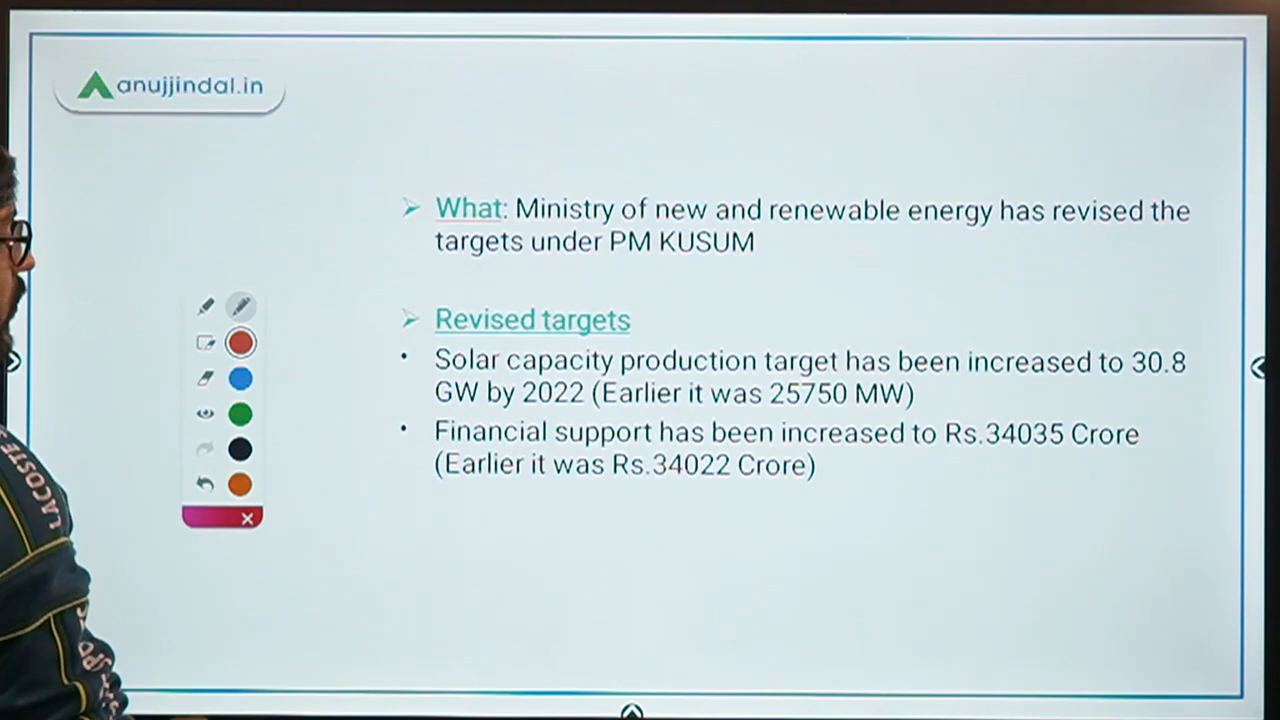 anujjindal.in
What: Ministry of new and renewable energy has revised the
targets under PM KUSUM
Revised targets
Solar capacity production target has been increased to 30.8
GW by 2022 (Earlier it was 25750 MW)
Financial support has been increased to Rs.34035 Crore
(Earlier it was Rs.34022 Crore)
LACOSTE